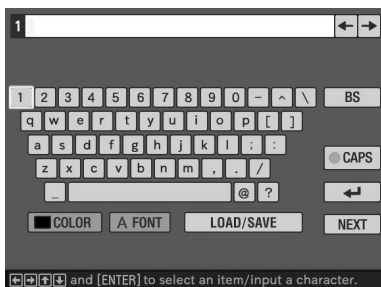 1
← →
1 2 3 4 5 6 7 8 9 0 - ^ \ BS
q w e r t y u i o p [ ]
a s d f g h j k l ; :
z x c v b n m , . / CAPS
_ @ ? ↵
COLOR A FONT LOAD/SAVE NEXT
←→↑↓ and [ENTER] to select an item/input a character.